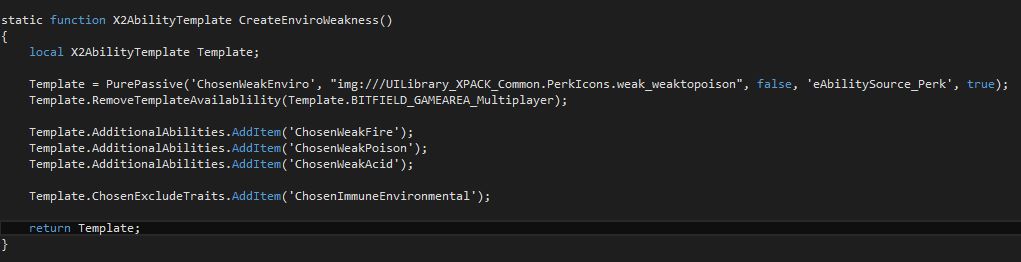 static function X2AbilityTemplate CreateEnviroWeakness()
{
local X2AbilityTemplate Template;
Template = PurePassive('ChosenWeakEnviro', "img:///UILibrary_XPACK_Common.PerkIcons.weak_weaktopoison", false, 'eAbilitySource_Perk', true);
Template.RemoveTemplateAvailablility(Template.BITFIELD_GAMEAREA_Multiplayer);
Template.AdditionalAbilities.AddItem('ChosenWeakFire');
Template.AdditionalAbilities.AddItem('ChosenWeakPoison');
Template.AdditionalAbilities.AddItem('ChosenWeakAcid');
Template.ChosenExcludeTraits.AddItem('ChosenImmuneEnvironmental');
return Template;
}